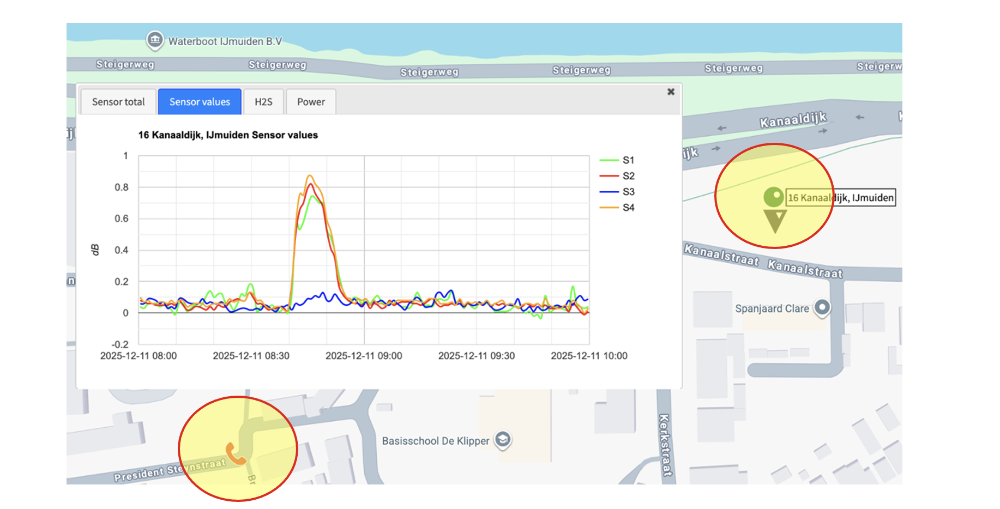 Waterboot IJmuiden B.V
Steigerweg Steigerweg Steigerweg Steigerweg Steigerweg Steigerw
Sensor total Sensor values H2S Power
Kanaaldijk
ijk
16 Kanaaldijk, IJmuiden Sensor values
1
0.8
0.6
0.4
0.2
0
-0.2
dB
2025-12-11 08:00 2025-12-11 08:30 2025-12-11 09:00 2025-12-11 09:30 2025-12-11 10:00
S1
S2
S3
S4
16 Kanaaldijk, IJmuiden
Kanaalstraat Kanaalstraat
Spanjaard Clare
Basisschool De Klipper
Kerkstraat
President Steynstraat
Br